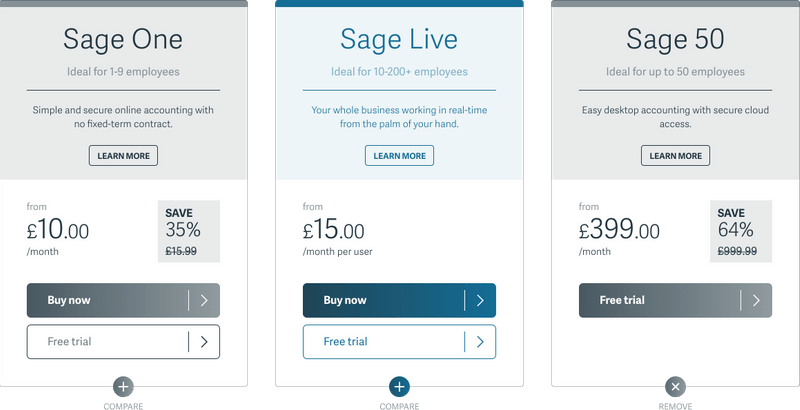 Sage One
Ideal for 1-9 employees
Simple and secure online accounting with
no fixed-term contract.
LEARN MORE
from
£10.00
/month
SAVE
35%
£15.99
Buy now
Free trial
COMPARE
Sage Live
Ideal for 10-200+ employees
Your whole business working in real-time
from the palm of your hand.
LEARN MORE
from
£15.00
/month per user
Buy now
Free trial
COMPARE
Sage 50
Ideal for up to 50 employees
Easy desktop accounting with secure cloud
access.
LEARN MORE
from
£399.00
/month
SAVE
64%
£999.99
Free trial
REMOVE